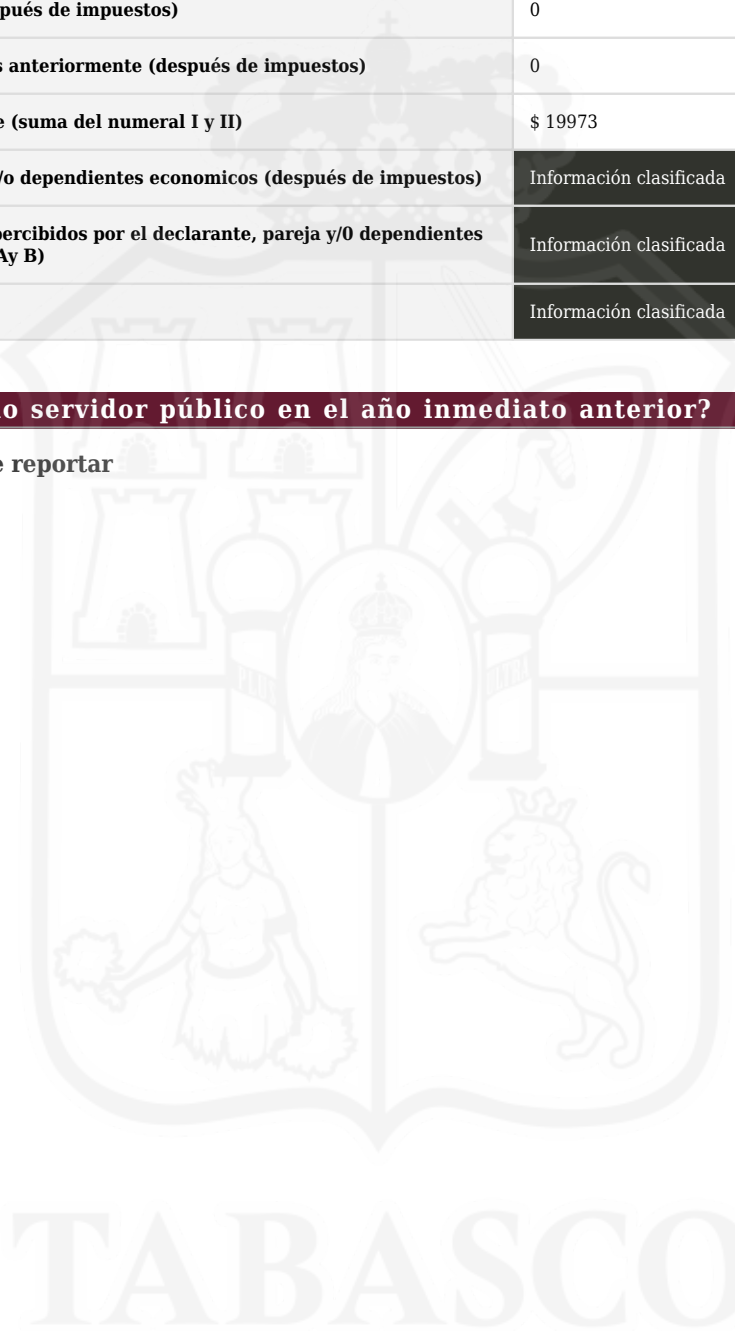 pués de impuestos) 0
s anteriormente (después de impuestos) 0
e (suma del numeral I y II) $ 19973
/o dependientes economicos (después de impuestos) Información clasificada
percibidos por el declarante, pareja y/0 dependientes
Ay B) Información clasificada
Información clasificada
o servidor público en el año inmediato anterior?
e reportar
PLUS ULTRA
TABASCO